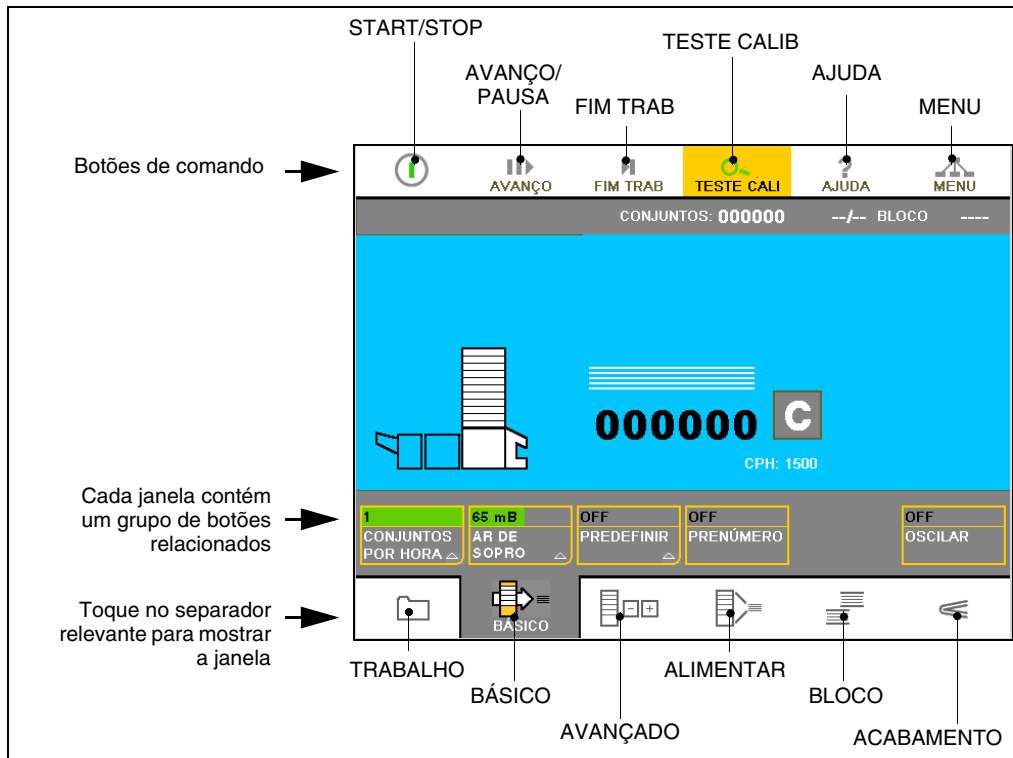 START/STOP
TESTE CALIB
AVANÇO/
PAUSA
AJUDA
FIM TRAB
MENU
Botões de comando
AVANÇO
FIM TRAB
TESTE CALI
AJUDA
MENU
CONJUNTOS: 000000 --/-- BLOCO ----
000000 C
CPH: 1500
Cada janela contém
um grupo de botões
relacionados
1
CONJUNTOS
POR HORA
65 mB
AR DE
SOPRO
OFF
PREDEFINIR
OFF
PRENÚMERO
OFF
OSCILAR
Toque no separador
relevante para mostrar
a janela
BÁSICO
TRABALHO
BÁSICO
AVANÇADO
ALIMENTAR
BLOCO
ACABAMENTO